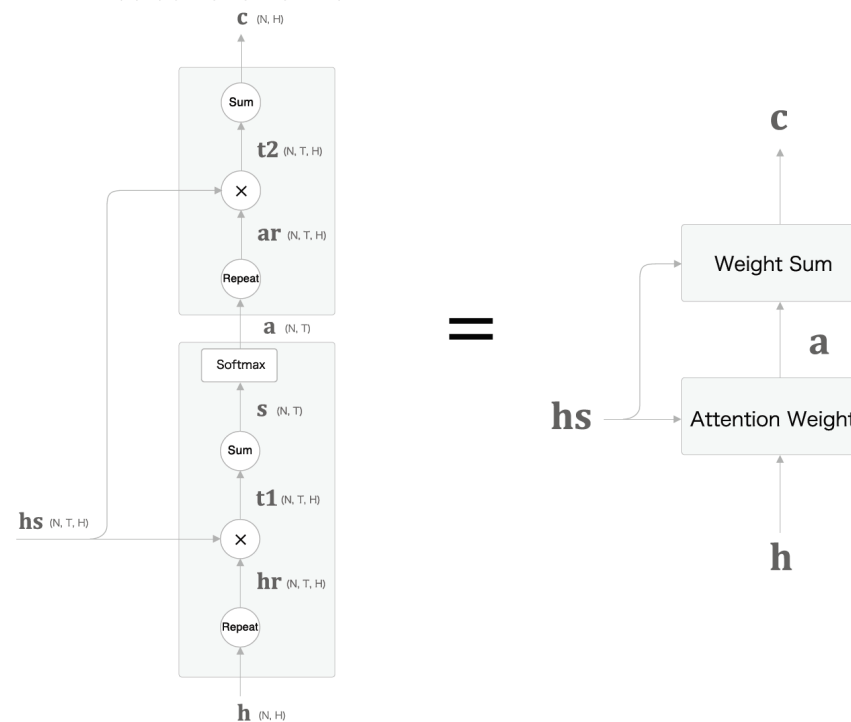 c (N, H)
Sum
t2 (N, T, H)
×
ar (N, T, H)
Repeat
a (N, T)
Softmax
s (N, T)
Sum
t1 (N, T, H)
hs (N, T, H)
×
hr (N, T, H)
Repeat
h (N, H)
=
c
Weight Sum
a
hs
Attention Weight
h